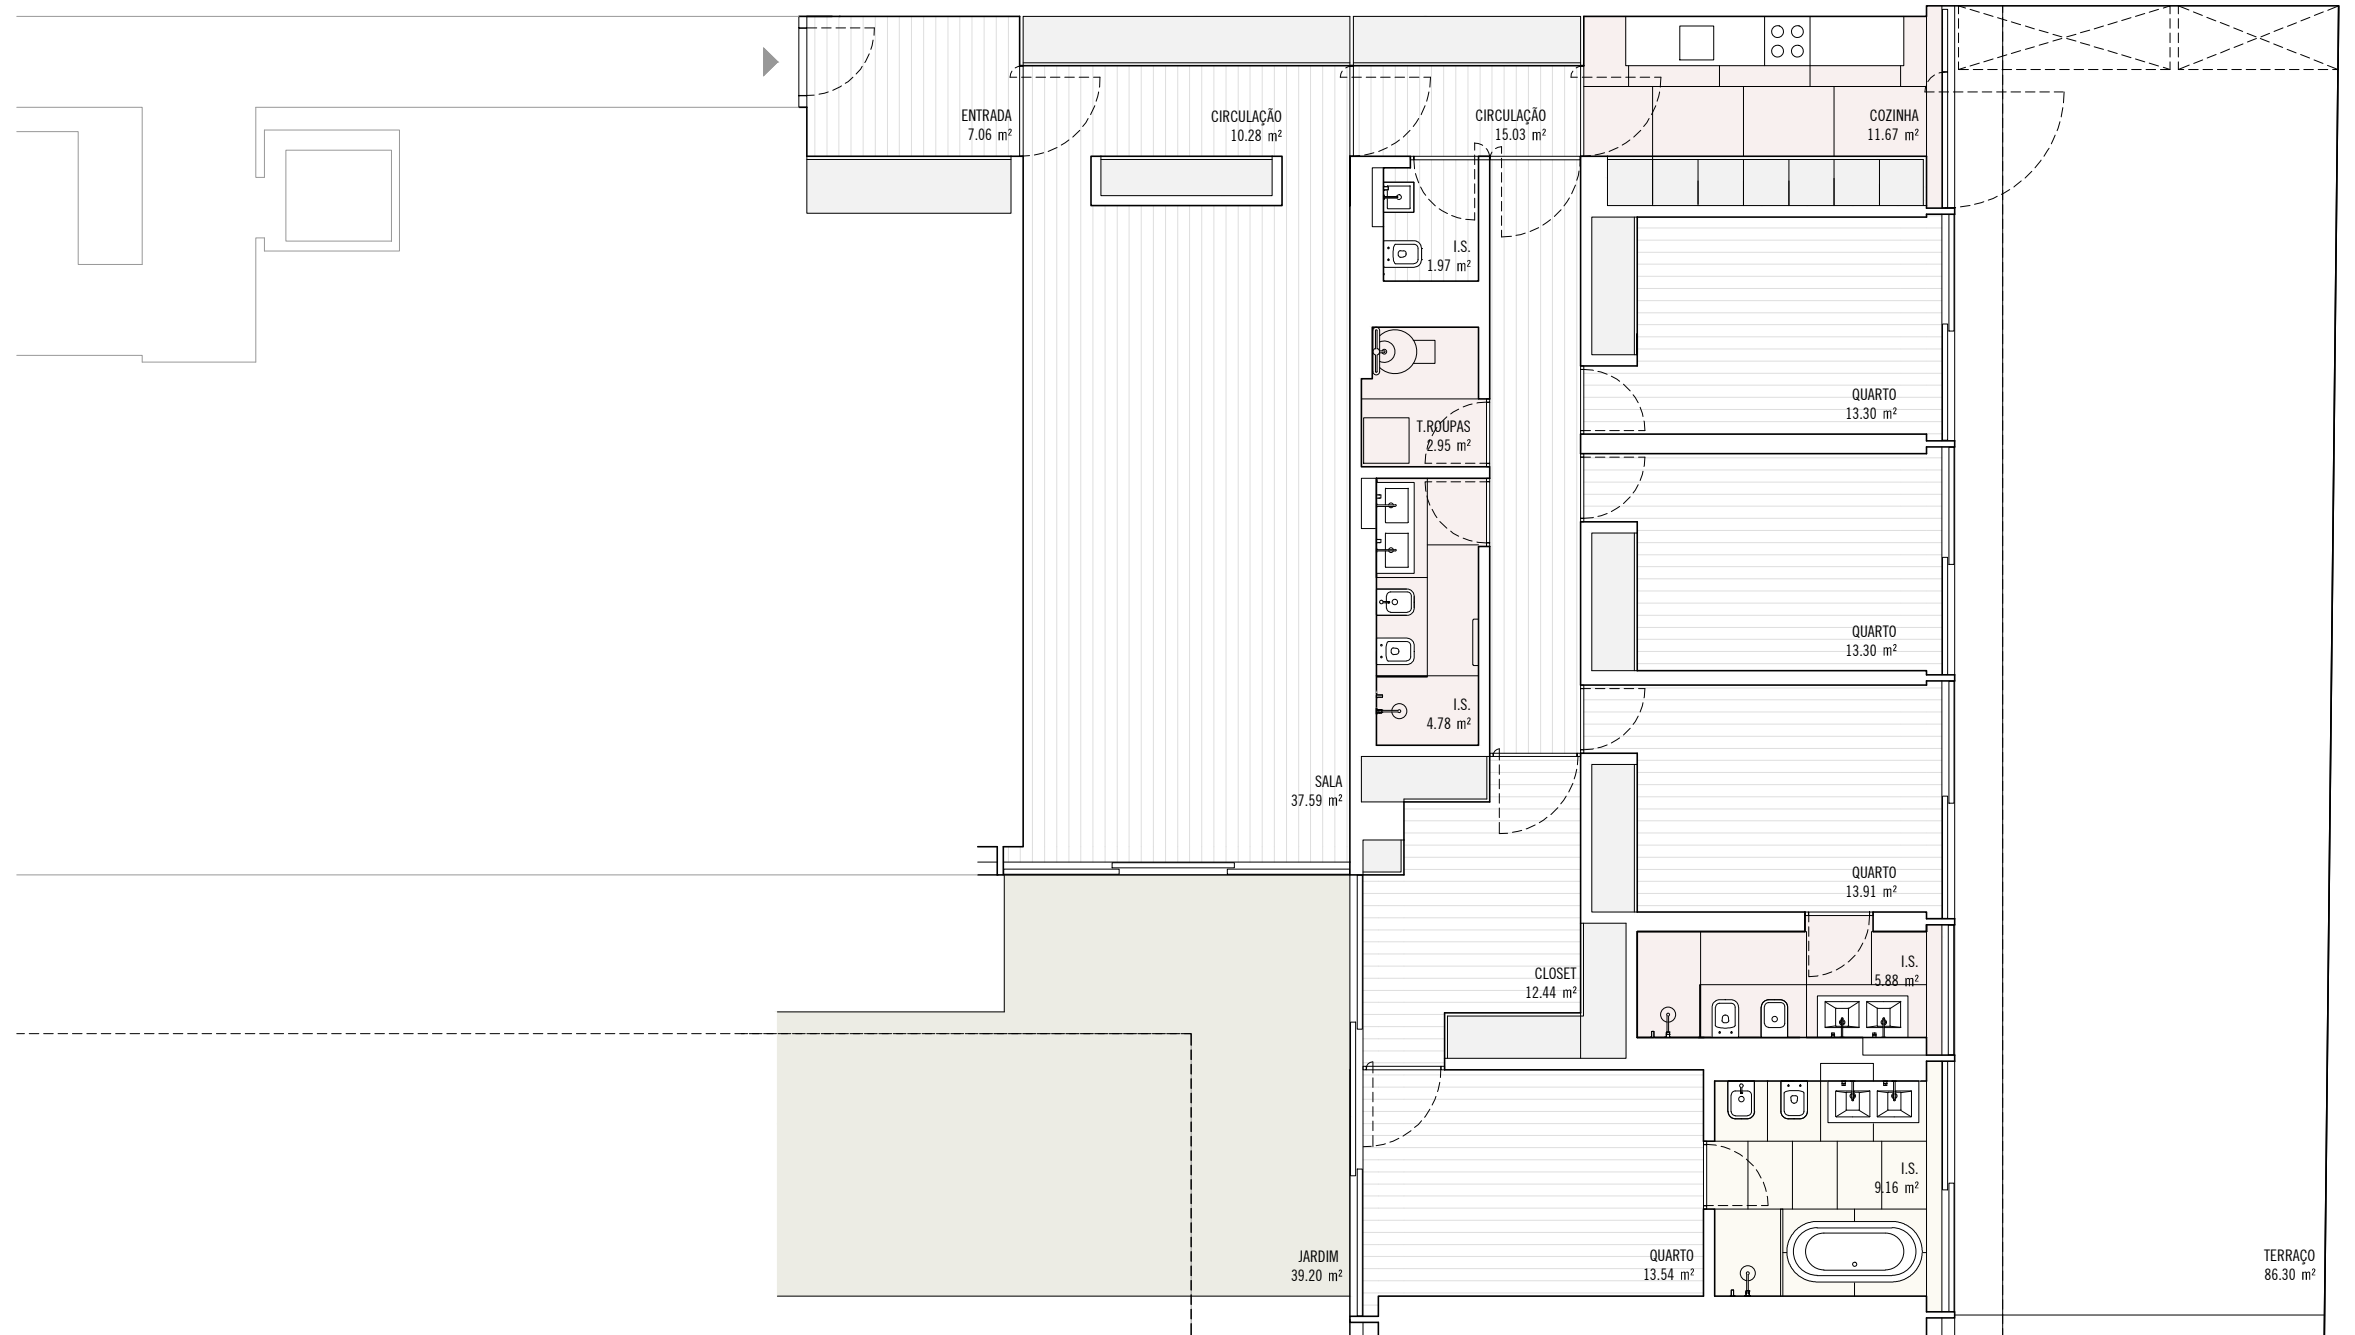 ENTRADA
7.06 m²
CIRCULAÇÃO
10.28 m²
CIRCULAÇÃO
15.03 m²
COZINHA
11.67 m²
I.S.
1.97 m²
QUARTO
13.30 m²
T.ROUPAS
2.95 m²
QUARTO
13.30 m²
I.S.
4.78 m²
SALA
37.59 m²
QUARTO
13.91 m²
CLOSET
12.44 m²
I.S.
5.88 m²
I.S.
9.16 m²
JARDIM
39.20 m²
QUARTO
13.54 m²
TERRAÇO
86.30 m²